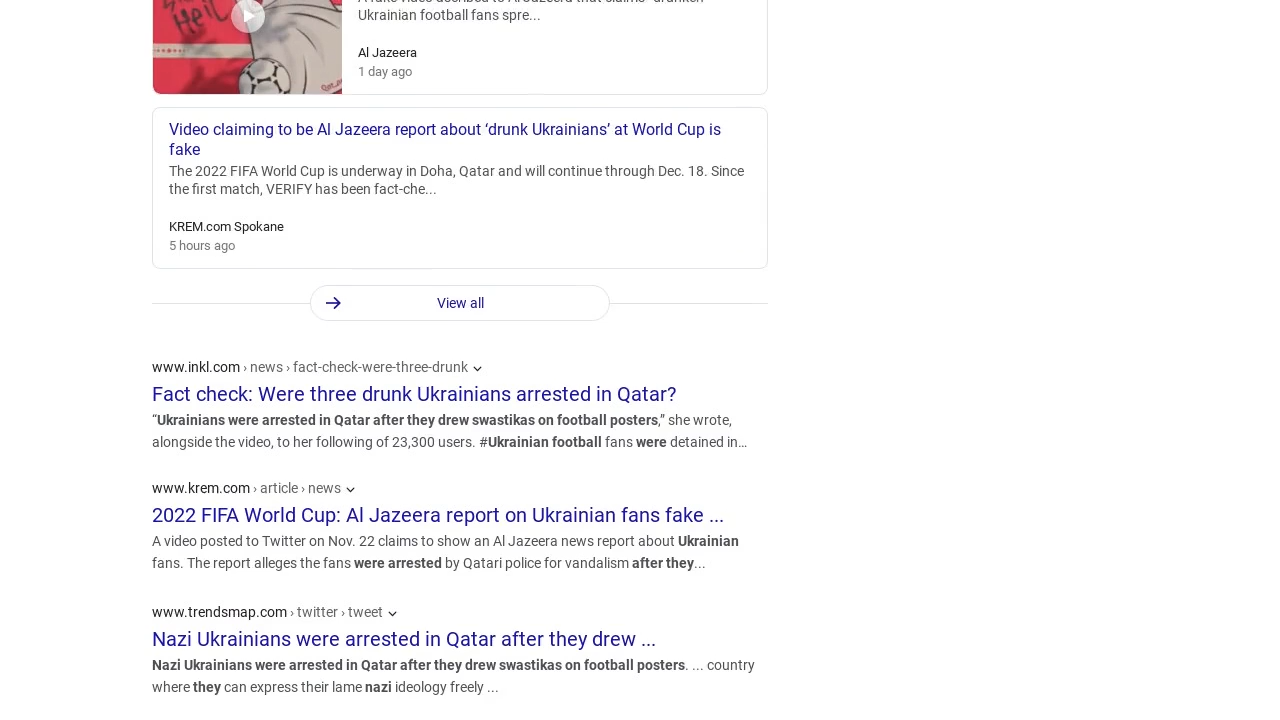 Ukrainian football fans spre...
Al Jazeera
1 day ago
Video claiming to be Al Jazeera report about ‘drunk Ukrainians’ at World Cup is
fake
The 2022 FIFA World Cup is underway in Doha, Qatar and will continue through Dec. 18. Since
the first match, VERIFY has been fact-che...
KREM.com Spokane
5 hours ago
View all
www.inkl.com › news › fact-check-were-three-drunk
Fact check: Were three drunk Ukrainians arrested in Qatar?
“Ukrainians were arrested in Qatar after they drew swastikas on football posters,” she wrote,
alongside the video, to her following of 23,300 users. #Ukrainian football fans were detained in…
www.krem.com › article › news
2022 FIFA World Cup: Al Jazeera report on Ukrainian fans fake ...
A video posted to Twitter on Nov. 22 claims to show an Al Jazeera news report about Ukrainian
fans. The report alleges the fans were arrested by Qatari police for vandalism after they...
www.trendsmap.com › twitter › tweet
Nazi Ukrainians were arrested in Qatar after they drew ...
Nazi Ukrainians were arrested in Qatar after they drew swastikas on football posters. ... country
where they can express their lame nazi ideology freely ...